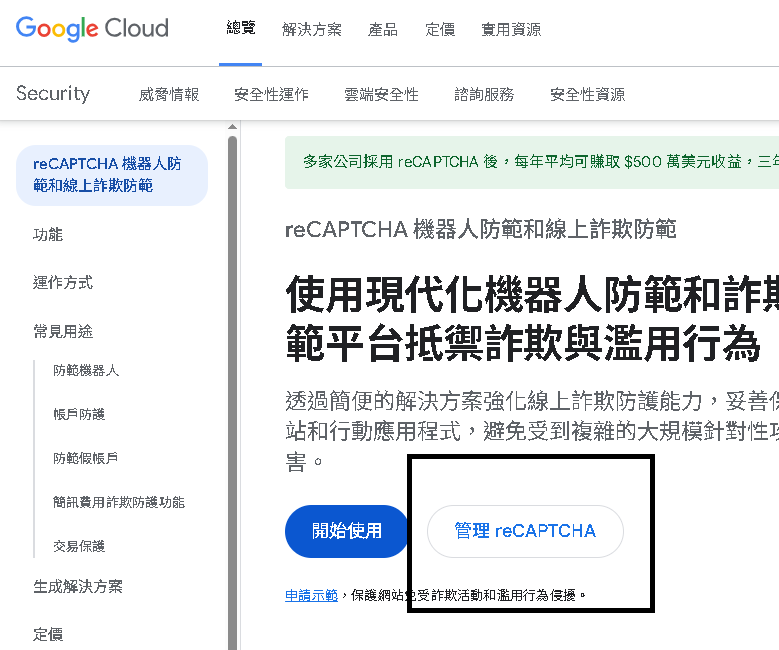 Google Cloud
總覽
解決方案
產品
定價
實用資源
Security
威脅情報
安全性運作
雲端安全性
諮詢服務
安全性資源
reCAPTCHA 機器人防
範和線上詐欺防範
功能
運作方式
常見用途
防範機器人
帳戶防護
防範假帳戶
簡訊費用詐欺防護功能
交易保護
生成解決方案
定價
多家公司採用 reCAPTCHA 後，每年平均可賺取 $500 萬美元收益，三年
reCAPTCHA 機器人防範和線上詐欺防範
使用現代化機器人防範和詐欺
範平台抵禦詐欺與濫用行為
透過簡便的解決方案強化線上詐欺防護能力，妥善保
站和行動應用程式，避免受到複雜的大規模針對性攻
害。
開始使用
管理 reCAPTCHA
申請示範，保護網站免受詐欺活動和濫用行為侵擾。